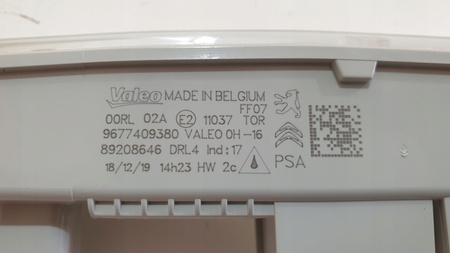 Valeo MADE IN BELGIUM
FF07
00RL 02A E2 11037 TOR
9677409380 VALEO 0H-16
89208646 DRL4 Ind:17
18/12/19 14h23 HW 2c
PSA